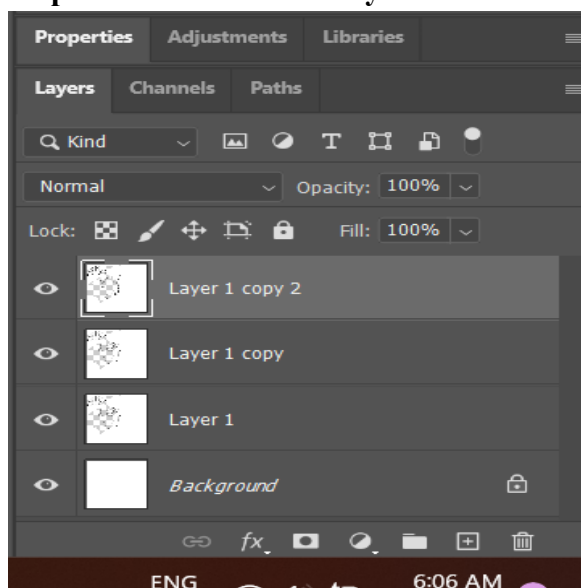 Properties Adjustments Libraries
Layers Channels Paths
Kind
Normal Opacity: 100%
Lock: Fill: 100%
Layer 1 copy 2
Layer 1 copy
Layer 1
Background
fx
ENG 6:06 AM